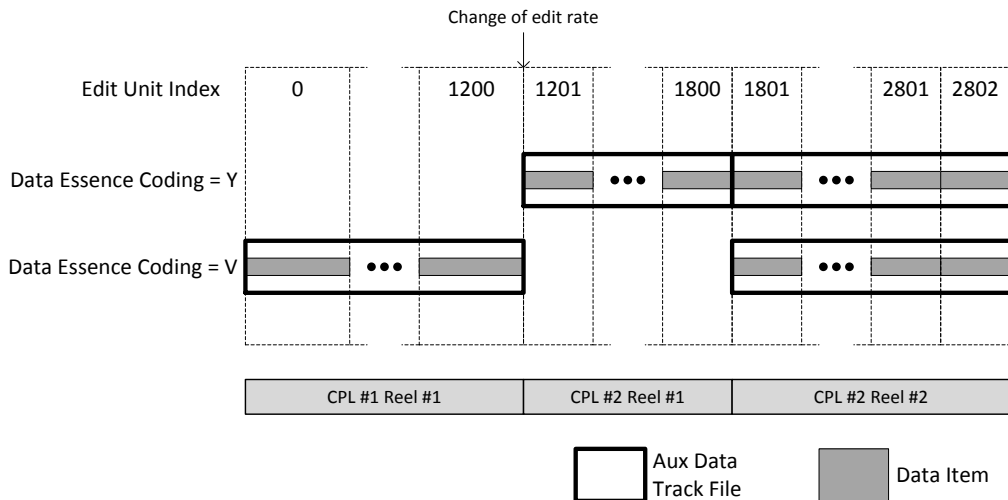 Change of edit rate
Edit Unit Index 0 1200 1201 1800 1801 2801 2802
Data Essence Coding = Y
Data Essence Coding = V
CPL #1 Reel #1 CPL #2 Reel #1 CPL #2 Reel #2
Aux Data
Track File
Data Item